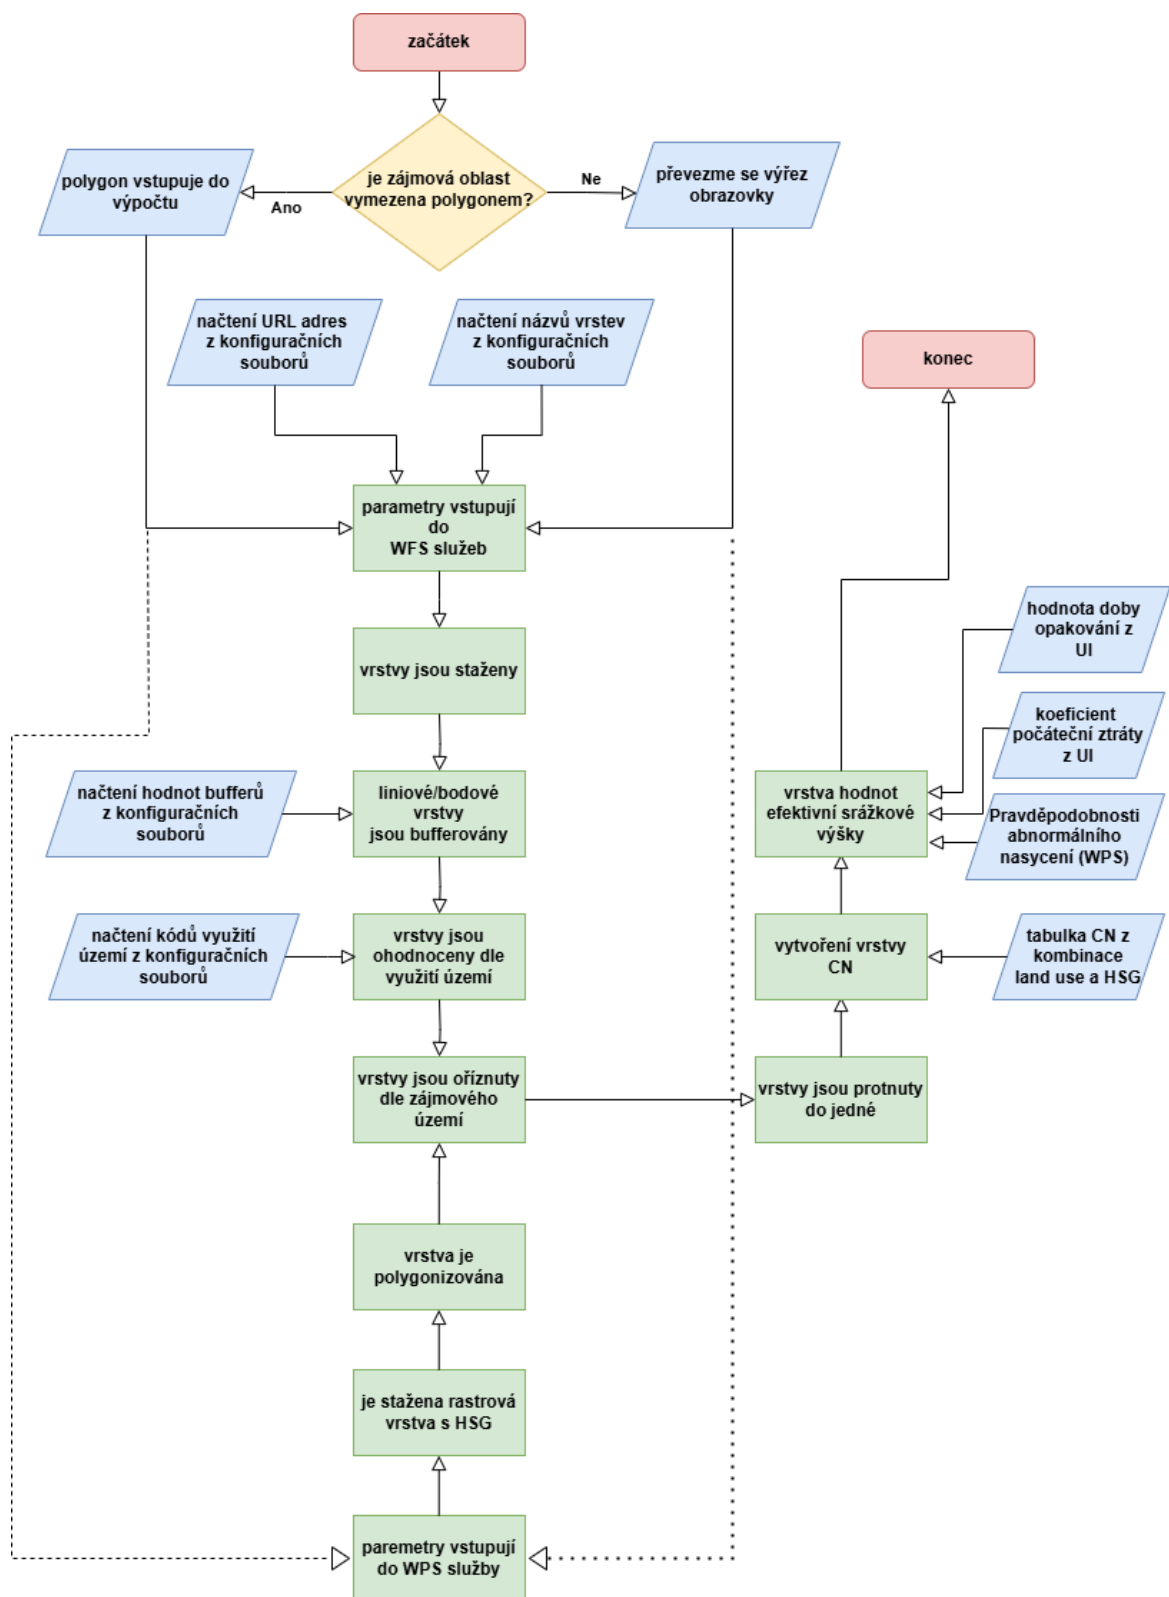 začátek
je zájmová oblast
vymezena polygonem?
Ano
Ne
polygon vstupuje do
výpočtu
převezme se výřez
obrazovky
načtení URL adres
z konfiguračních
souborů
načtení názvů vrstev
z konfiguračních
souborů
konec
parametry vstupují
do
WFS služeb
vrstvy jsou staženy
načtení hodnot bufferů
z konfiguračních
souborů
liniové/bodové
vrstvy
jsou bufferovány
načtení kódů využití
území z konfiguračních
souborů
vrstvy jsou
ohodnoceny dle
využití území
vrstvy jsou oříznuty
dle zájmového
území
vrstva je
polygonizována
je stažena rastrová
vrstva s HSG
paremetry vstupují
do WPS služby
vrstvy jsou protnuty
do jedné
vytvoření vrstvy
CN
tabulka CN z
kombinace
land use a HSG
vrstva hodnot
efektivní srážkové
výšky
hodnota doby
opakování z
UI
koeficient
počáteční ztráty
z UI
Pravděpodobnosti
abnormálního
nasycení (WPS)